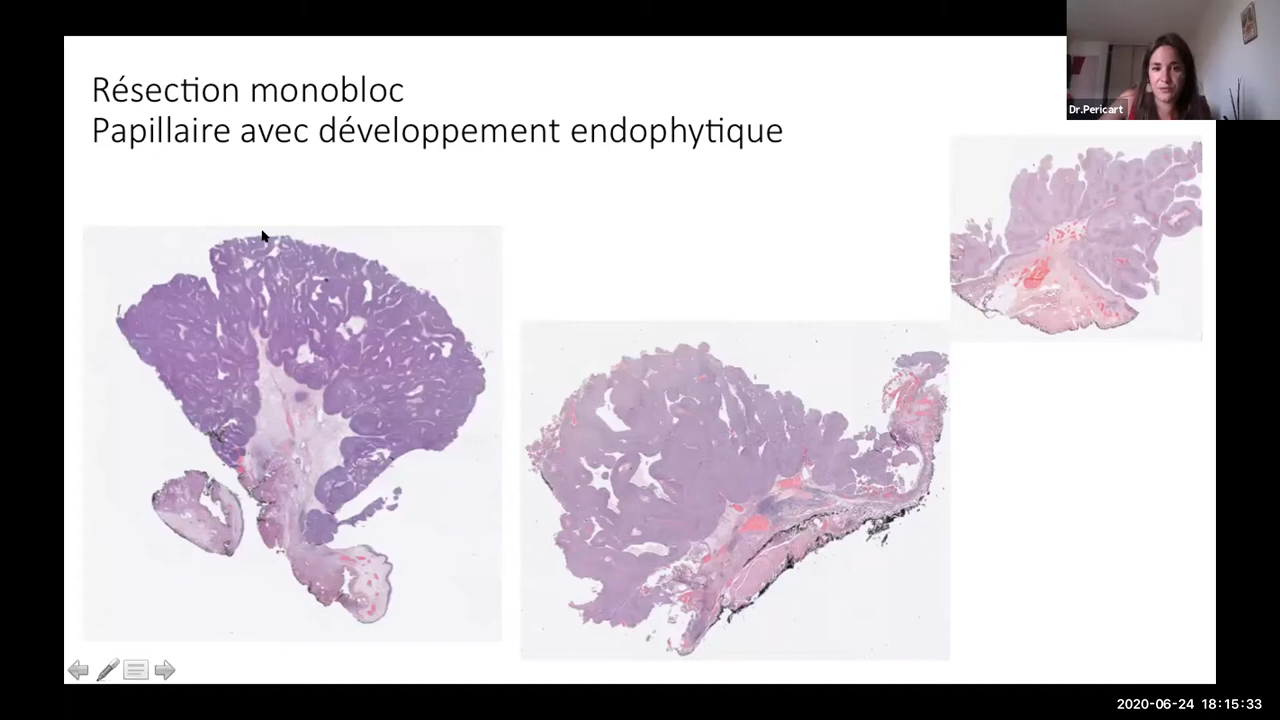 Résection monobloc
Papillaire avec développement endophytique
Dr.Pericart
2020-06-24 18:15:33